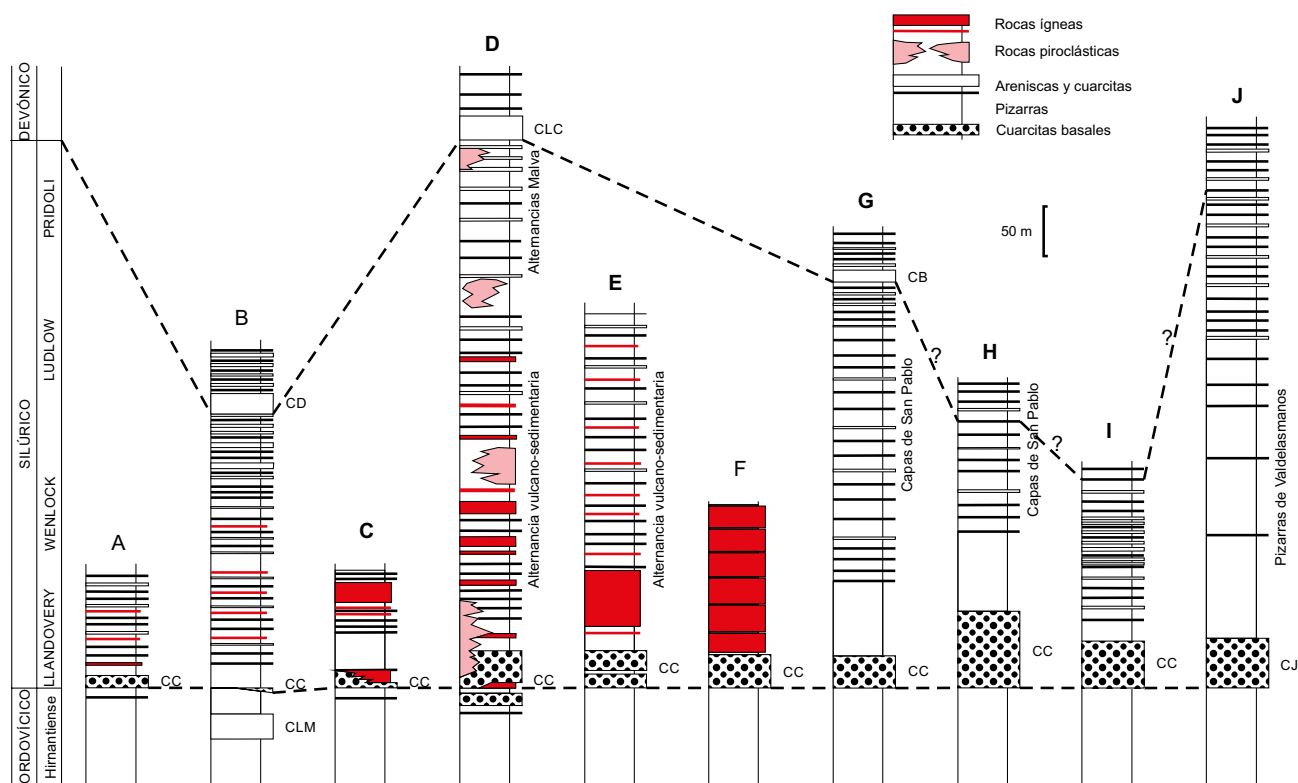 Rocas ígneas
Rocas piroclásticas
Areniscas y cuarcitas
Pizarras
Cuarcitas basales
50 m
DEVÓNICO
SILÚRICO
PRIDOLI
LUDLOW
WENLOCK
LLANDOVERY
ORDOVÍCICO
Hirnantiense
A
CC
B
CD
CC
CLM
C
CC
D
CLC
Alternancias Malva
Alternancia vulcano-sedimentaria
CC
E
Alternancia vulcano-sedimentaria
CC
F
CC
G
CB
Capas de San Pablo
CC
?
H
Capas de San Pablo
CC
?
I
CC
?
J
Pizarras de Valdelasmanos
CJ